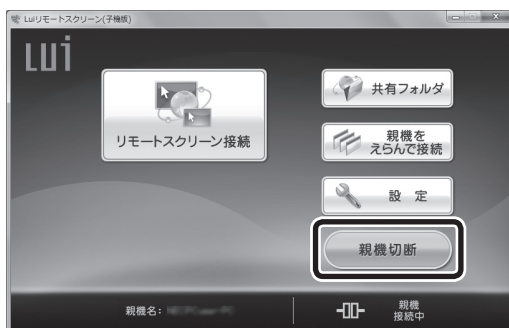 Luiリモートスクリーン(子機版)
Lui
リモートスクリーン接続
共有フォルダ
親機を
えらんで接続
設 定
親機切断
親機名：
親機
接続中